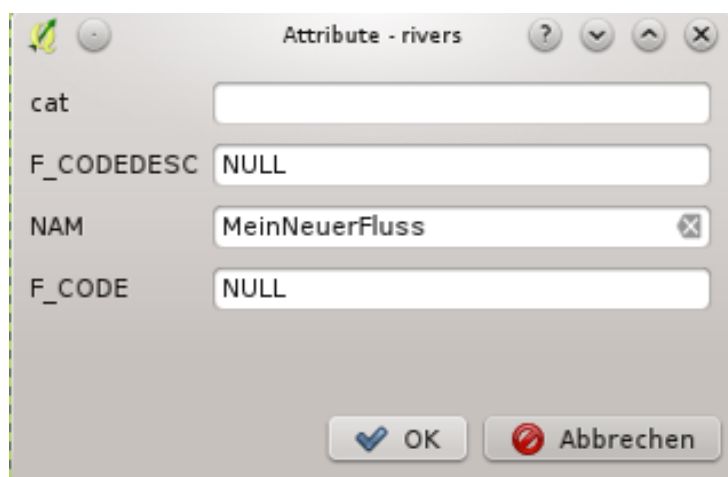 Attribute - rivers
cat
F_CODEDESC NULL
NAM MeinNeuerFluss
F_CODE NULL
OK Abbrechen